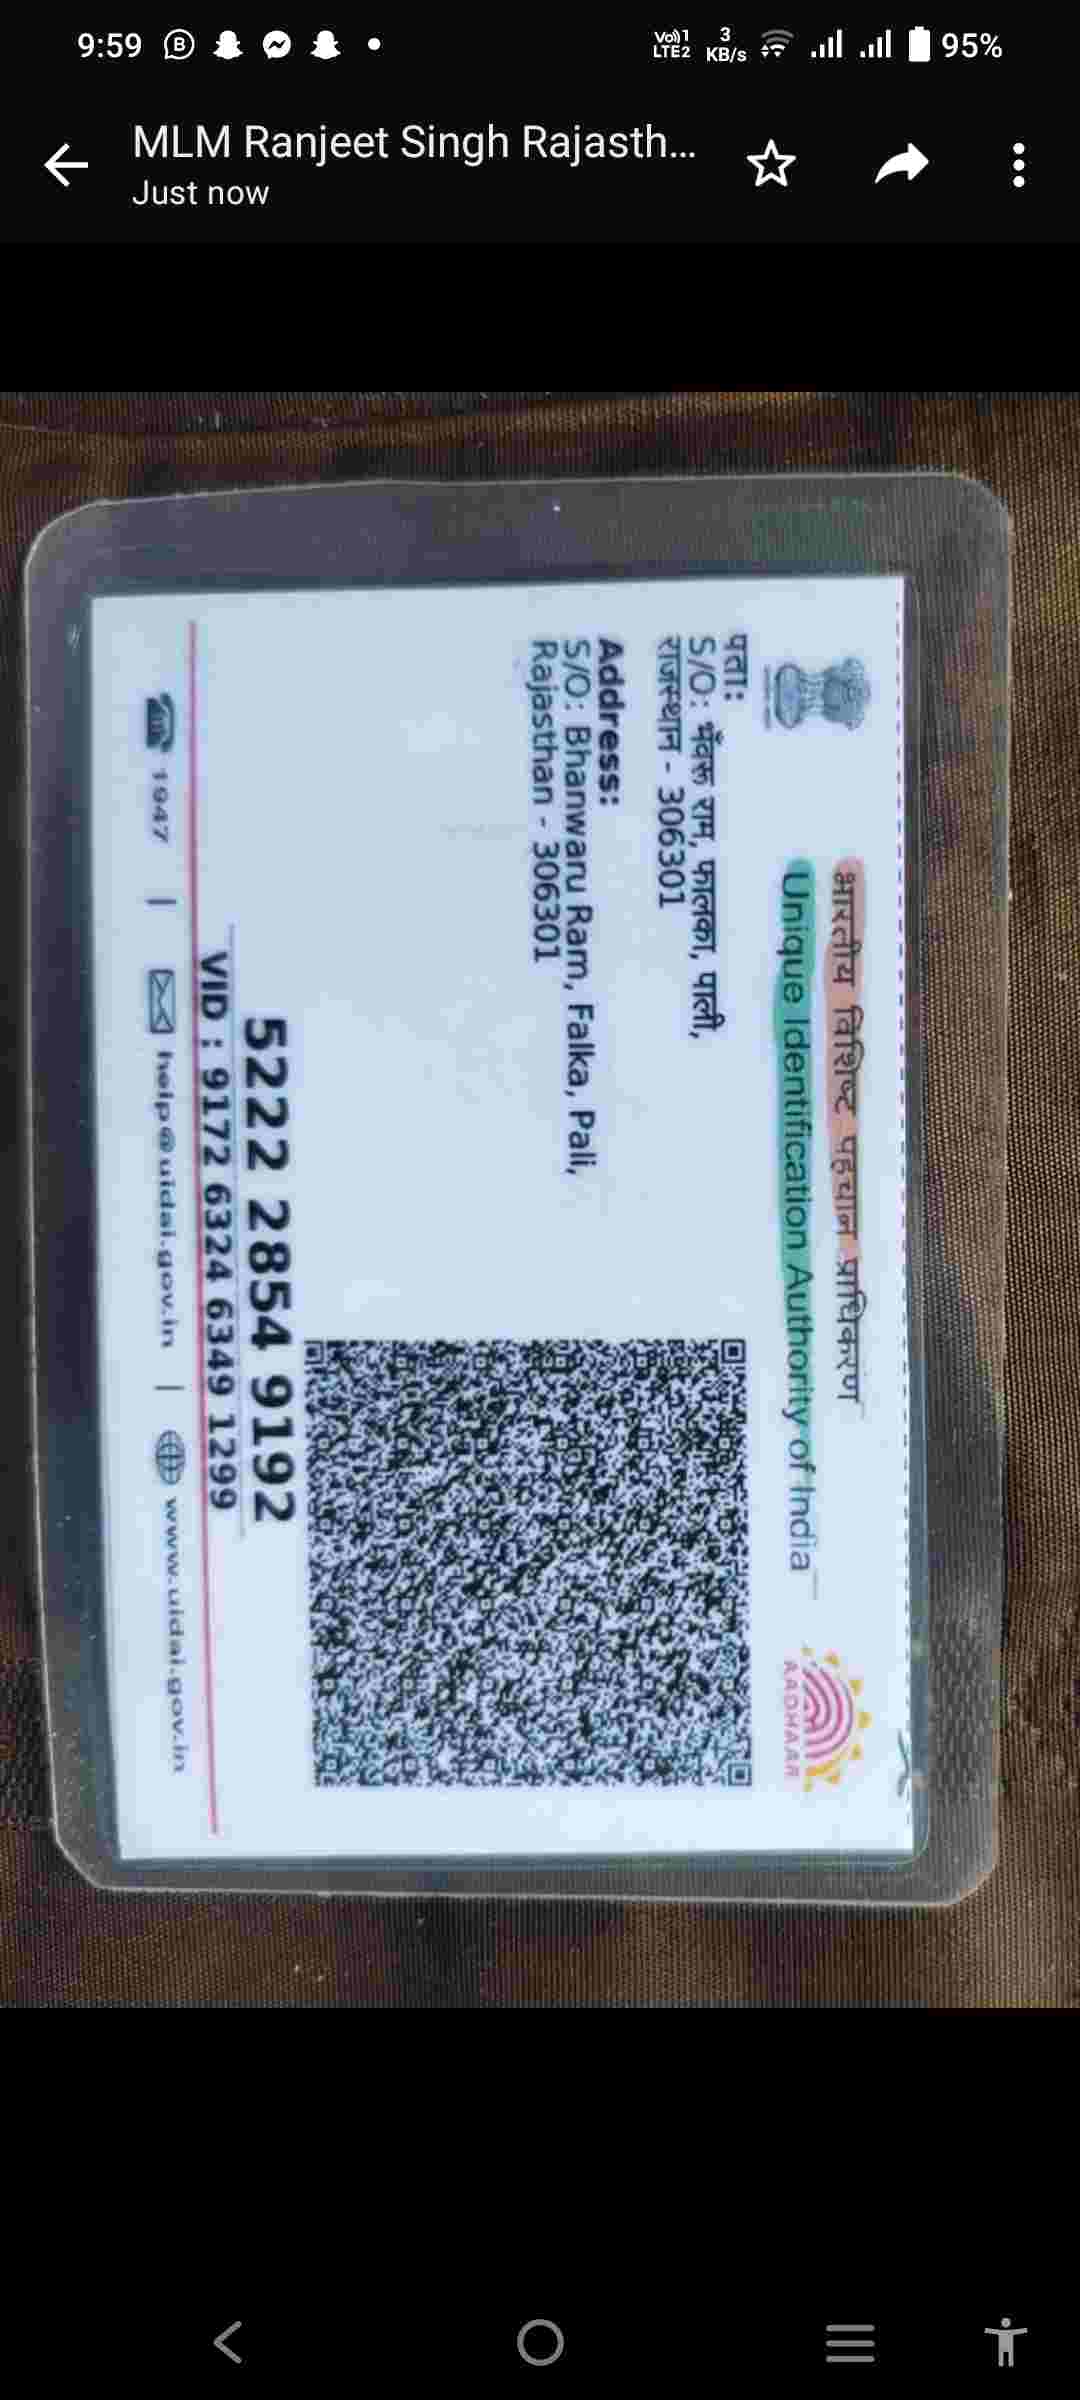 9:59
Vo)) 1
LTE2
3
KB/s
95%
MLM Ranjeet Singh Rajasth...
Just now
भारतीय विशिष्ट पहचान प्राधिकरण
Unique Identification Authority of India
AADHAAR
पता:
S/O: भँवरू राम, फालका, पाली,
राजस्थान - 306301
Address:
S/O: Bhanwaru Ram, Falka, Pali,
Rajasthan - 306301
5222 2854 9192
VID : 9172 6324 6349 1299
1947 | help@uidai.gov.in | www.uidai.gov.in